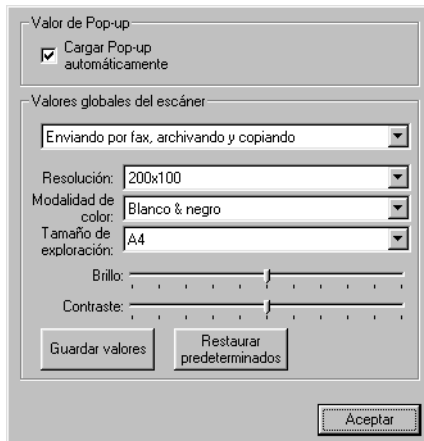 Valor de Pop-up
Cargar Pop-up
automáticamente
Valores globales del escáner
Enviando por fax, archivando y copiando
Resolución: 200x100
Modalidad de
color: Blanco & negro
Tamaño de
exploración: A4
Brillo:
Contraste:
Guardar valores
Restaurar
predeterminados
Aceptar